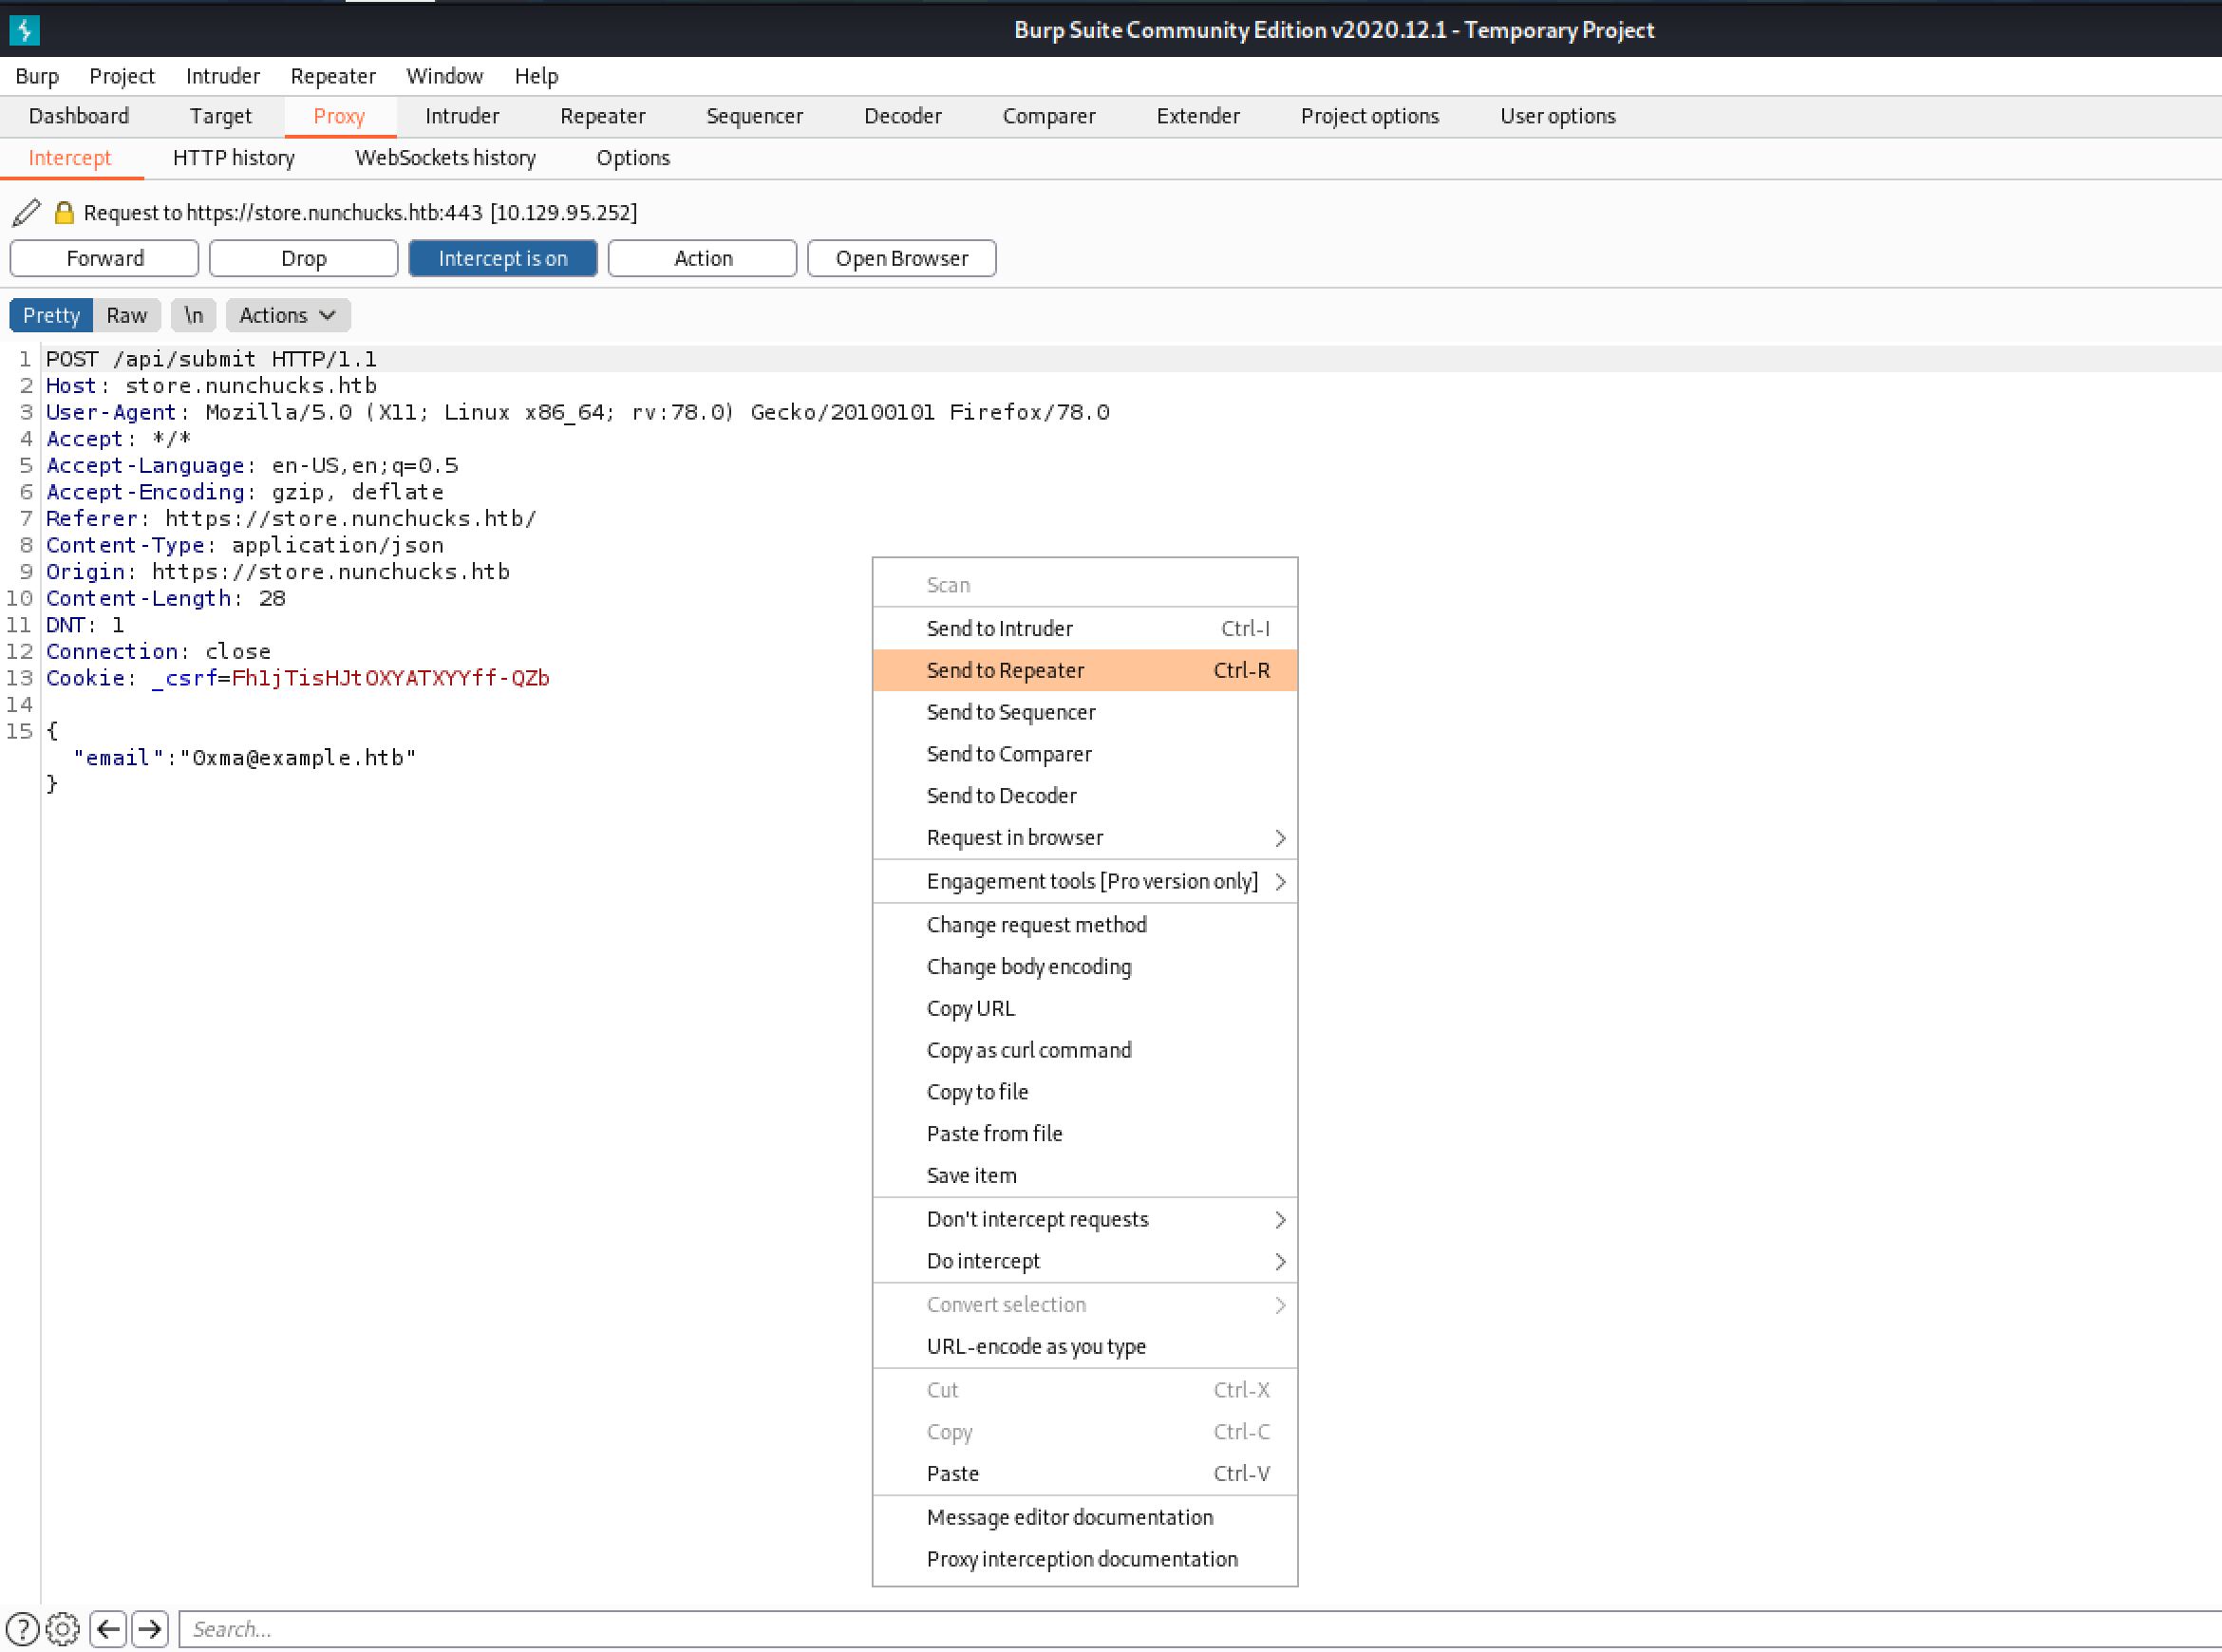 Burp Suite Community Edition v2020.12.1 - Temporary Project
Burp Project Intruder Repeater Window Help
Dashboard Target Proxy Intruder Repeater Sequencer Decoder Comparer Extender Project options User options
Intercept HTTP history WebSockets history Options
Request to https://store.nunchucks.htb:443 [10.129.95.252]
Forward Drop Intercept is on Action Open Browser
Pretty Raw \n Actions
1 POST /api/submit HTTP/1.1
2 Host: store.nunchucks.htb
3 User-Agent: Mozilla/5.0 (X11; Linux x86_64; rv:78.0) Gecko/20100101 Firefox/78.0
4 Accept: */*
5 Accept-Language: en-US,en;q=0.5
6 Accept-Encoding: gzip, deflate
7 Referer: https://store.nunchucks.htb/
8 Content-Type: application/json
9 Origin: https://store.nunchucks.htb
10 Content-Length: 28
11 DNT: 1
12 Connection: close
13 Cookie: _csrf=Fh1jTisHJtOXYATXYYff-QZb
14
15 {
"email":"0xma@example.htb"
}
Scan
Send to Intruder Ctrl-I
Send to Repeater Ctrl-R
Send to Sequencer
Send to Comparer
Send to Decoder
Request in browser
Engagement tools [Pro version only]
Change request method
Change body encoding
Copy URL
Copy as curl command
Copy to file
Paste from file
Save item
Don't intercept requests
Do intercept
Convert selection
URL-encode as you type
Cut Ctrl-X
Copy Ctrl-C
Paste Ctrl-V
Message editor documentation
Proxy interception documentation
? Search...